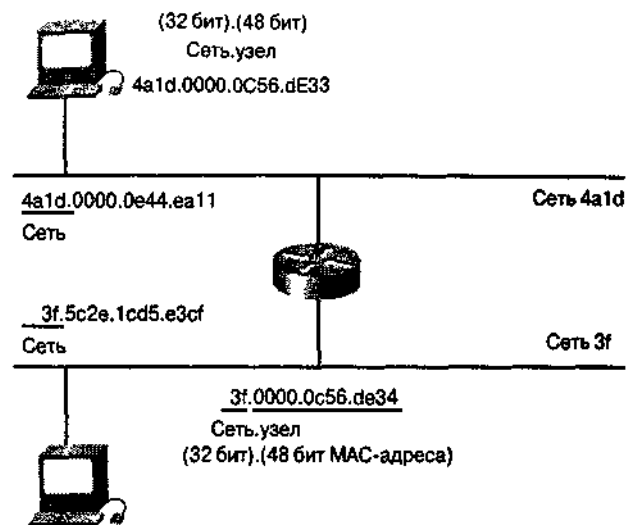 (32 бит).(48 бит)
Сеть.узел
4a1d.0000.0C56.dE33
4a1d.0000.0e44.ea11
Сеть 4a1d
Сеть
3f.5c2e.1cd5.e3cf
Сеть
Сеть 3f
3f.0000.0c56.de34
Сеть.узел
(32 бит).(48 бит MAC-адреса)